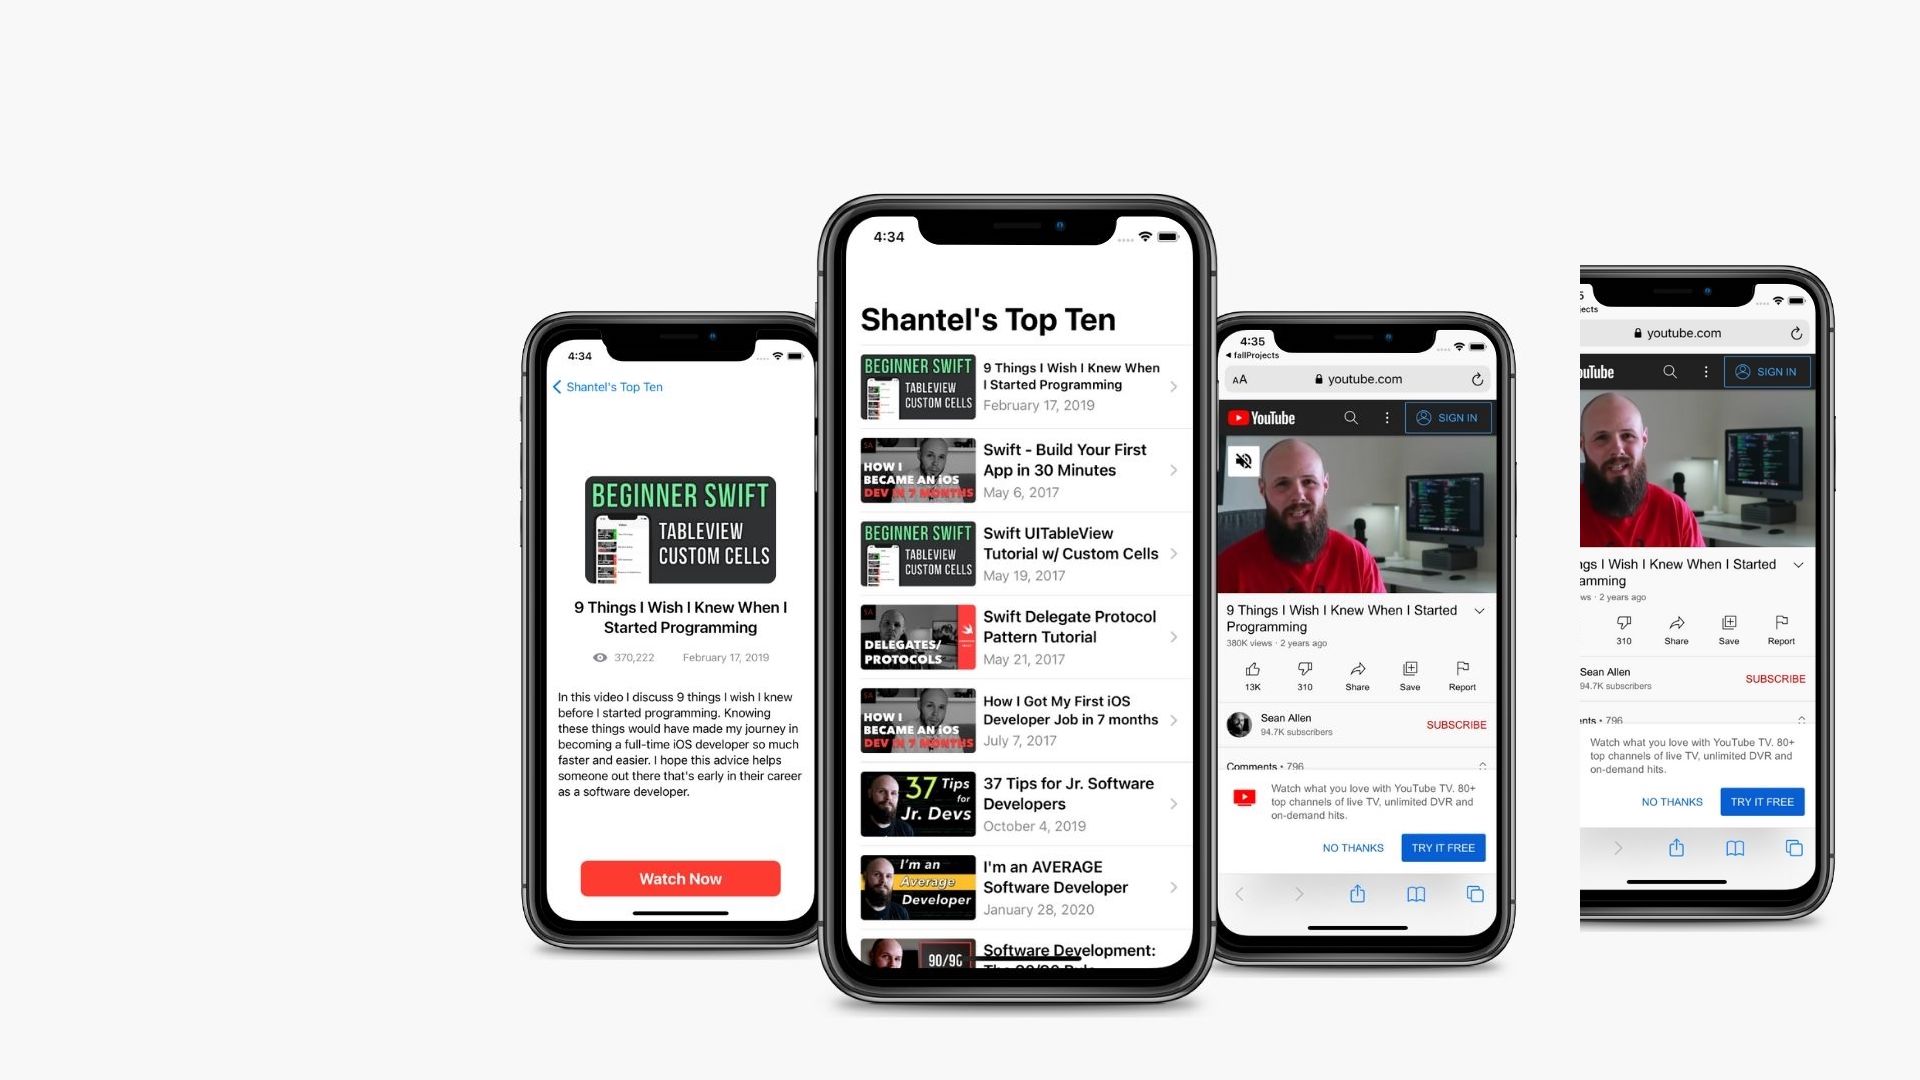 4:34
Shantel's Top Ten
BEGINNER SWIFT
TABLEVIEW
CUSTOM CELLS
9 Things I Wish I Knew When I
Started Programming
370,222
February 17, 2019
In this video I discuss 9 things I wish I knew
before I started programming. Knowing
these things would have made my journey in
becoming a full-time iOS developer so much
faster and easier. I hope this advice helps
someone out there that's early in their career
as a software developer.
Watch Now
4:34
Shantel's Top Ten
BEGINNER SWIFT
TABLEVIEW
CUSTOM CELLS
9 Things I Wish I Knew When
I Started Programming
February 17, 2019
SA
HOW I
BECAME AN iOS
DEV IN 7 MONTHS
Swift - Build Your First
App in 30 Minutes
May 6, 2017
BEGINNER SWIFT
TABLEVIEW
CUSTOM CELLS
Swift UITableView
Tutorial w/ Custom Cells
May 19, 2017
SA
DELEGATES/
PROTOCOLS
Swift Delegate Protocol
Pattern Tutorial
May 21, 2017
HOW I
BECAME AN iOS
DEV IN 7 MONTHS
How I Got My First iOS
Developer Job in 7 months
July 7, 2017
37 Tips
for
Jr. Devs
37 Tips for Jr. Software
Developers
October 4, 2019
I'm an
Average
Developer
I'm an AVERAGE
Software Developer
January 28, 2020
90/90
Software Development:
4:35
fallProjects
AA
youtube.com
YouTube
SIGN IN
9 Things I Wish I Knew When I Started
Programming
380K views · 2 years ago
13K
310
Share
Save
Report
Sean Allen
94.7K subscribers
SUBSCRIBE
Comments • 796
Watch what you love with YouTube TV. 80+
top channels of live TV, unlimited DVR and
on-demand hits.
NO THANKS
TRY IT FREE
5
ects
youtube.com
ouTube
SIGN IN
ngs I Wish I Knew When I Started
amming
ws · 2 years ago
310
Share
Save
Report
Sean Allen
94.7K subscribers
SUBSCRIBE
ents • 796
Watch what you love with YouTube TV. 80+
top channels of live TV, unlimited DVR and
on-demand hits.
NO THANKS
TRY IT FREE